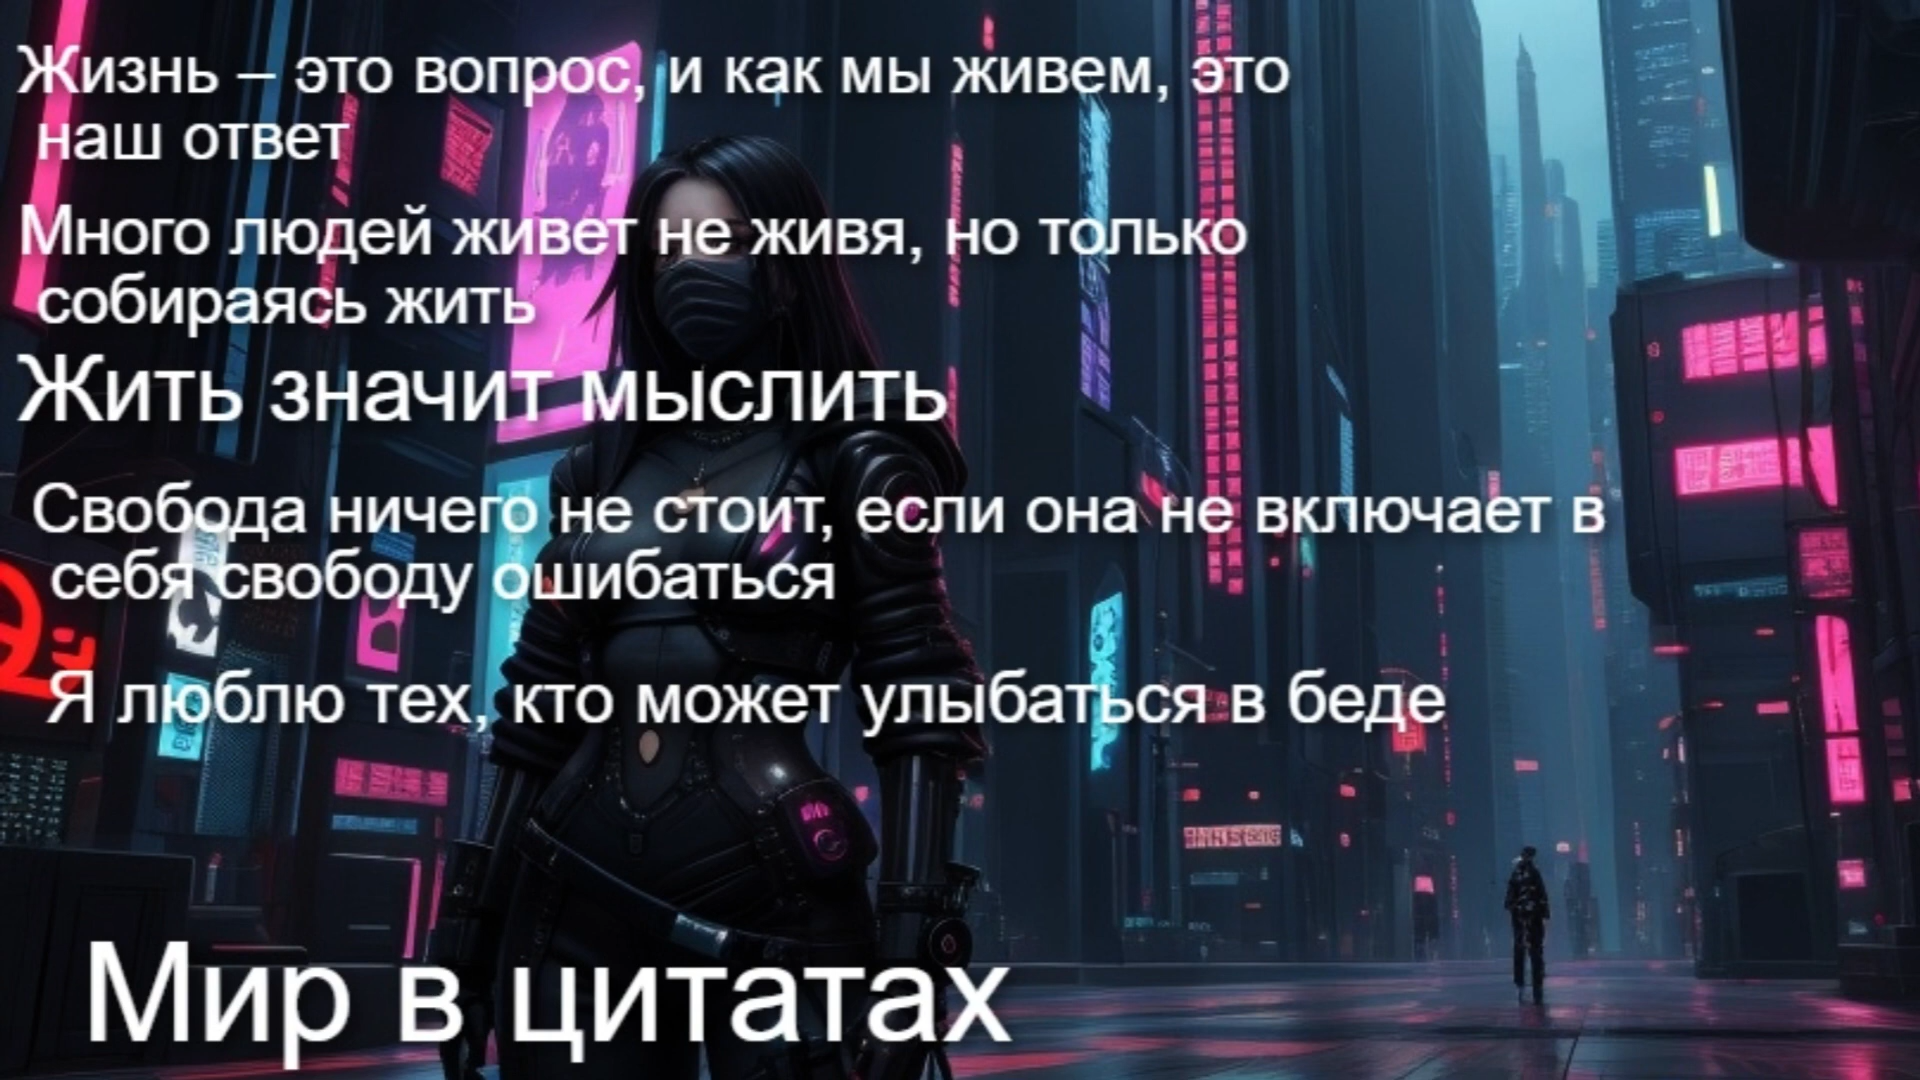 Жизнь – это вопрос, и как мы живем, это
наш ответ
Много людей живет не живя, но только
собираясь жить
Жить значит мыслить
Свобода ничего не стоит, если она не включает в
себя свободу ошибаться
Я люблю тех, кто может улыбаться в беде
Мир в цитатах